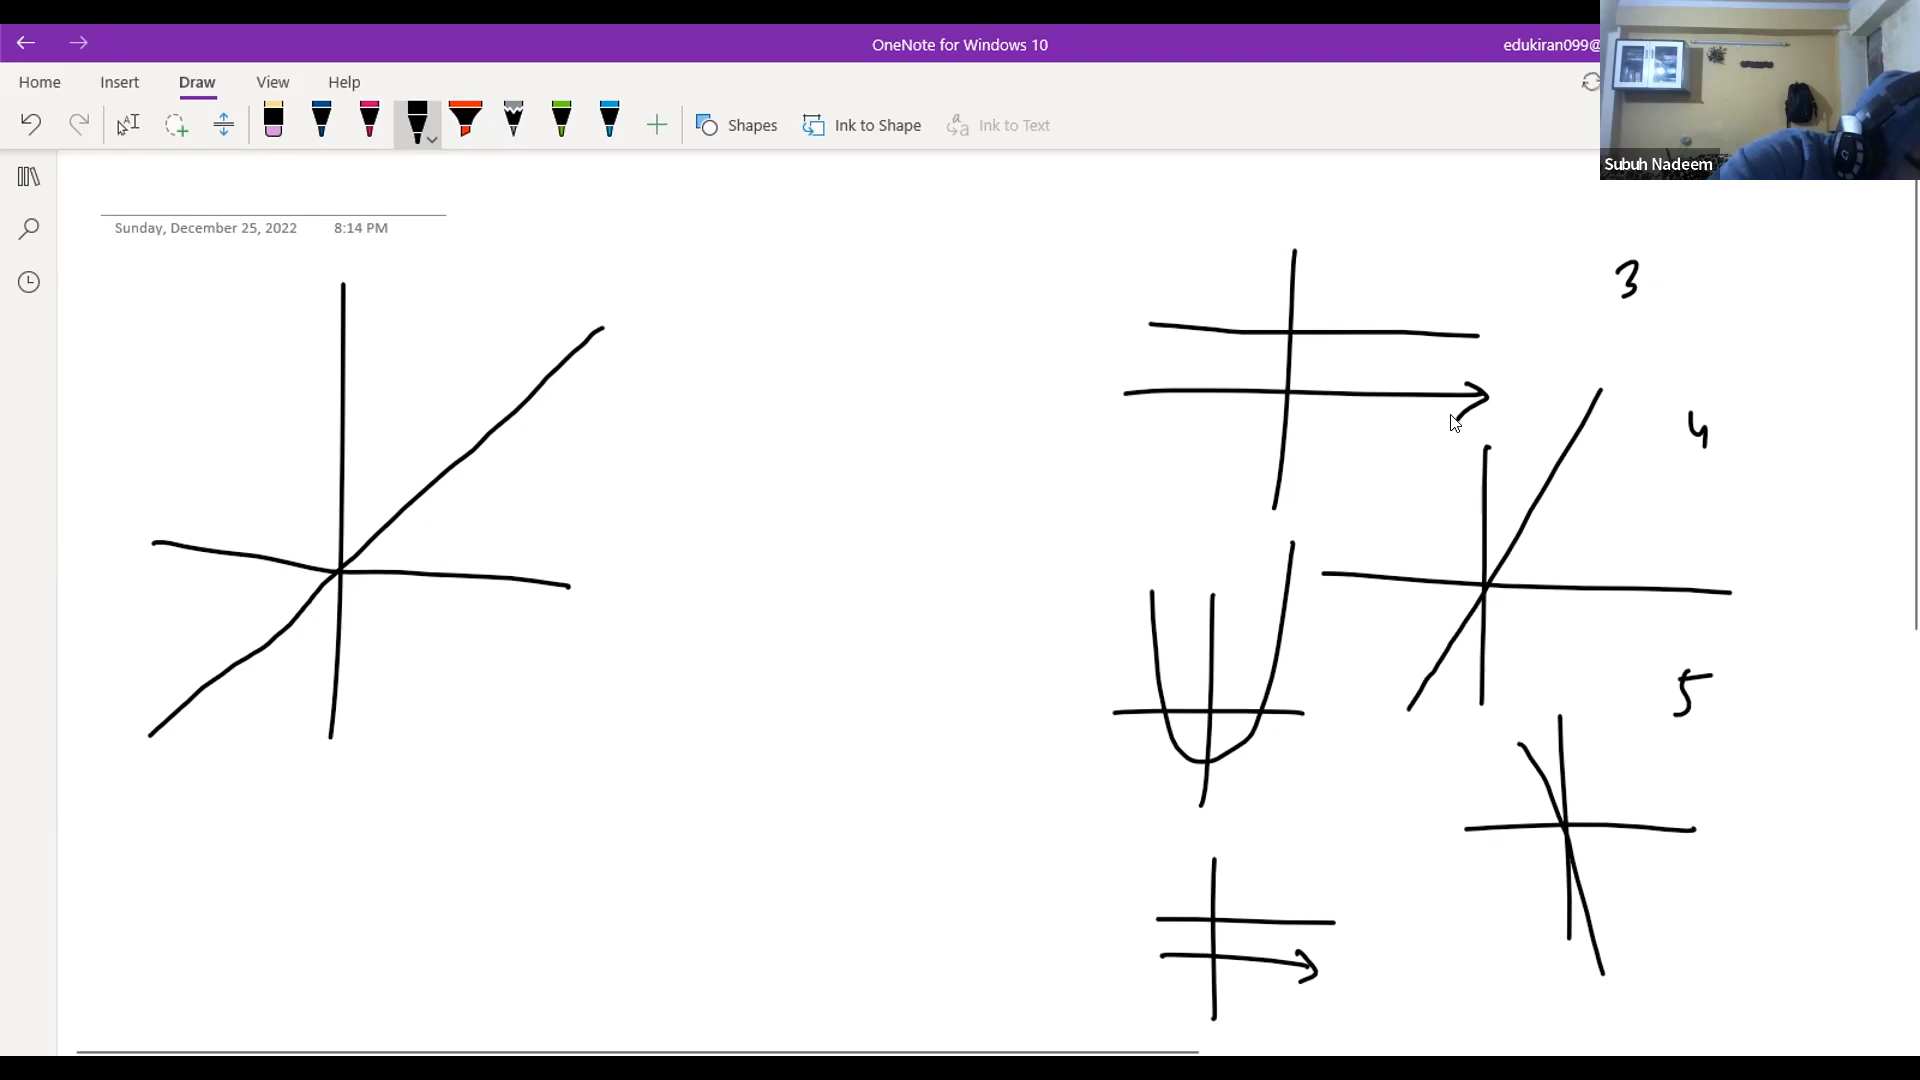 OneNote for Windows 10
edukiran099@
Home Insert Draw View Help
Shapes Ink to Shape Ink to Text
Subuh Nadeem
Sunday, December 25, 2022 8:14 PM
3
4
5